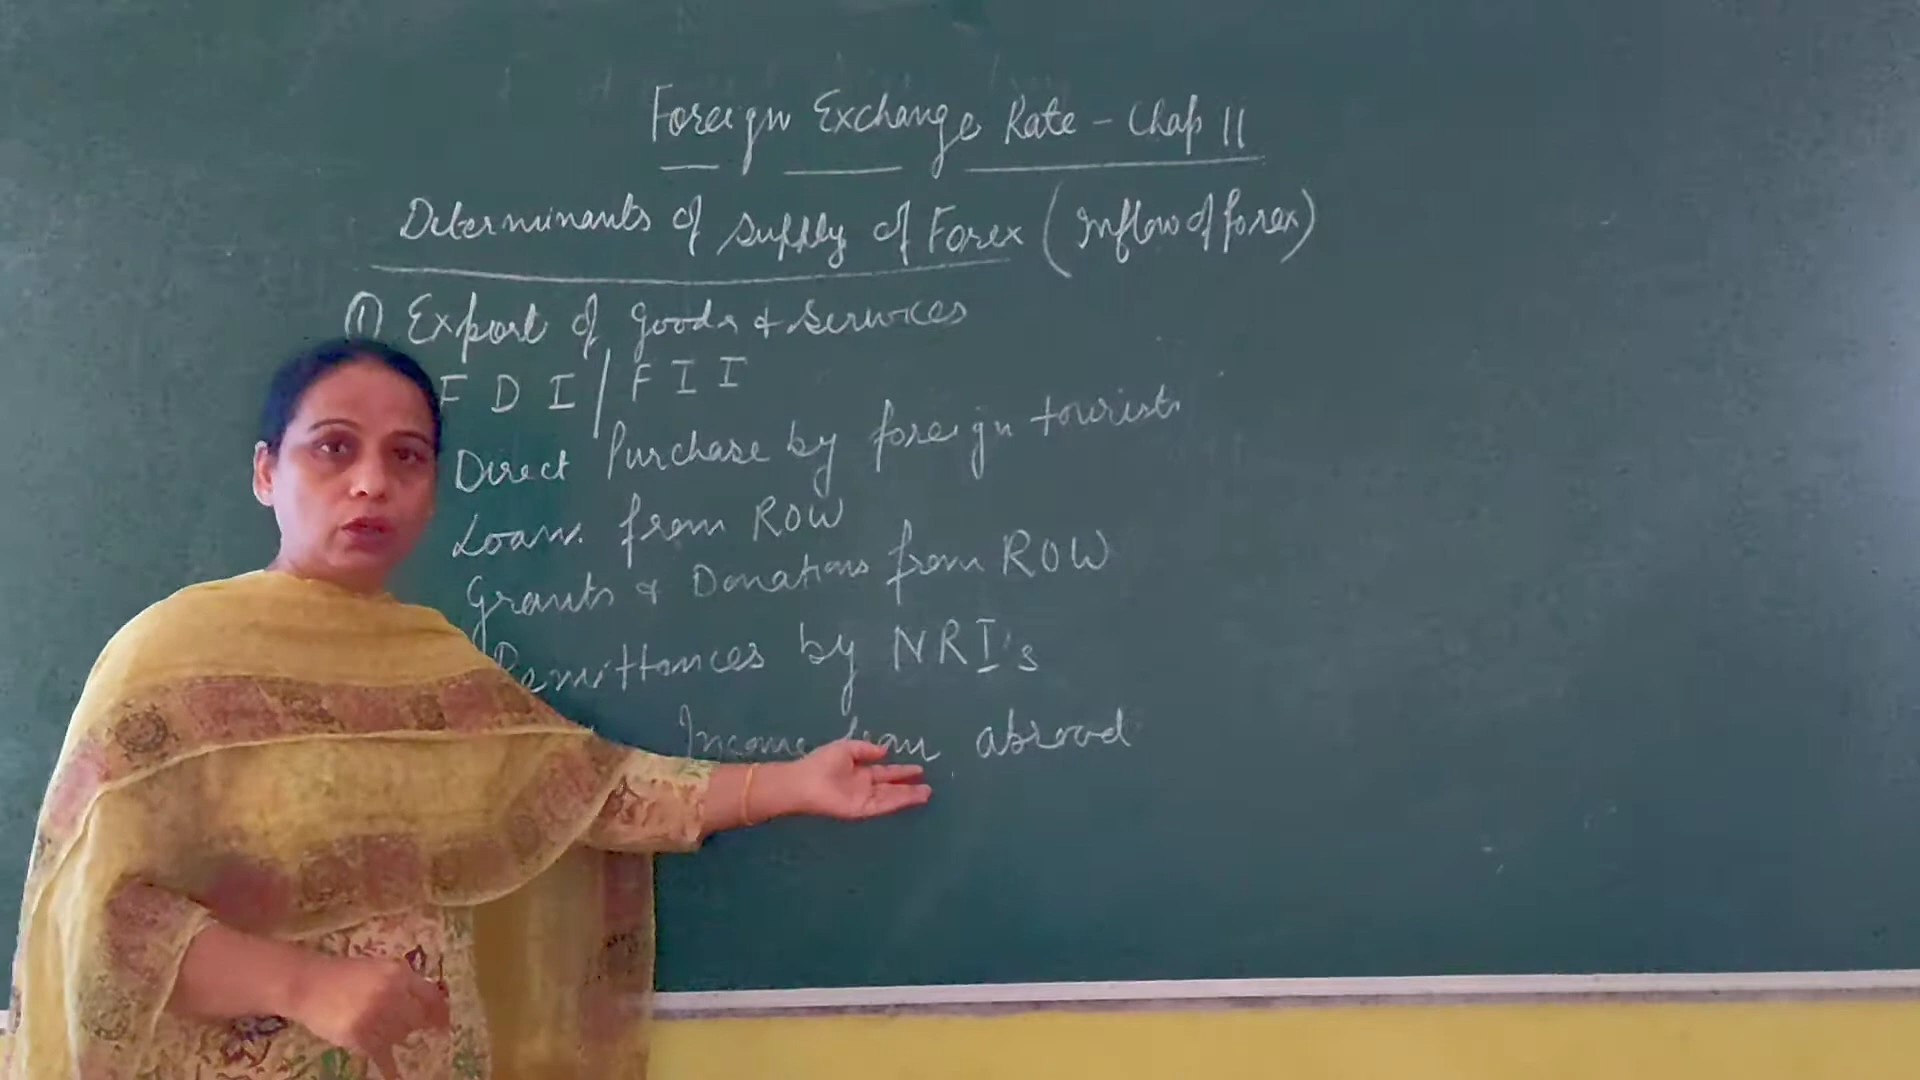 Foreign Exchange Rate - Chap 11
Determinants of supply of Forex (Inflow of forex)
① Export of goods & Services
F D I / F I I
Direct Purchase by foreign tourists
Loans from ROW
Grants & Donations from ROW
Remittances by NRI's
Income from abroad